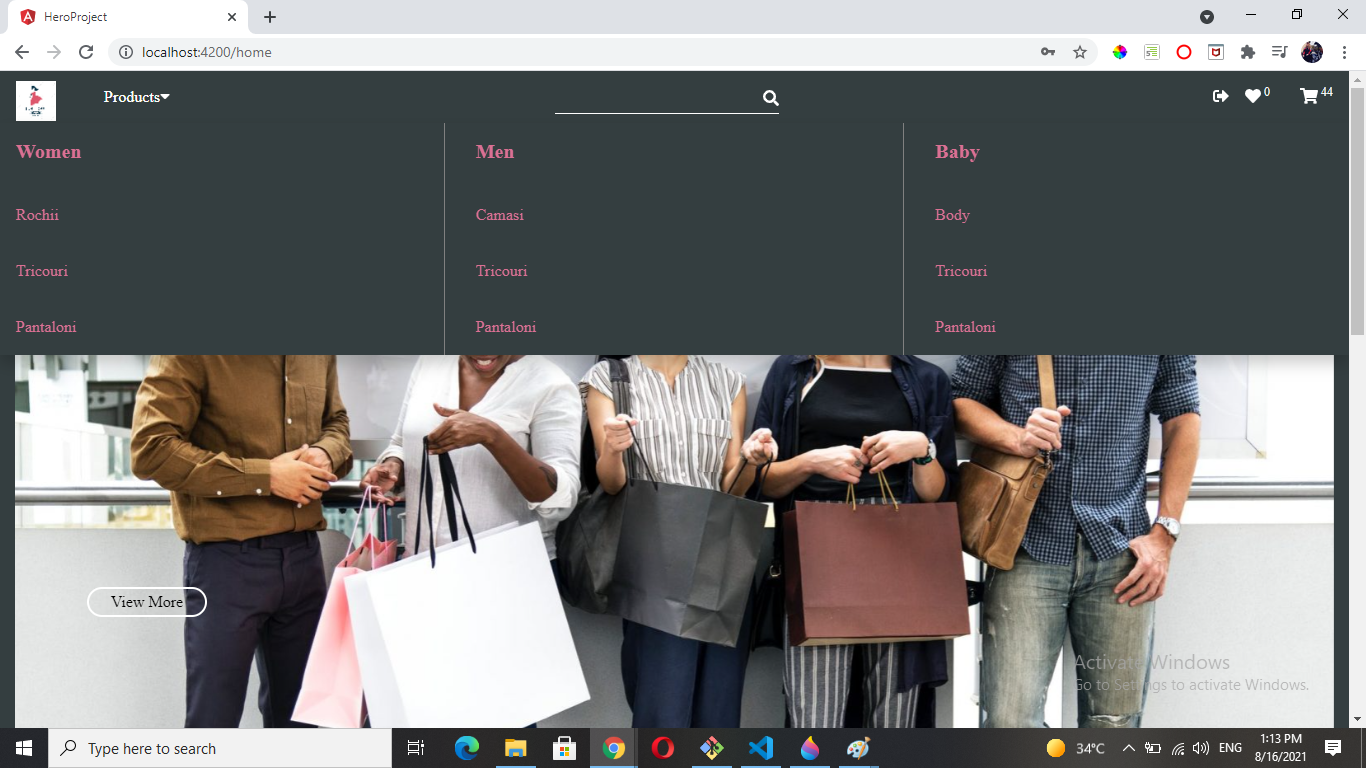 HeroProject
localhost:4200/home
Products
0
44
Women
Men
Baby
Rochii
Camasi
Body
Tricouri
Tricouri
Tricouri
Pantaloni
Pantaloni
Pantaloni
View More
Activate Windows
Go to Settings to activate Windows.
Type here to search
34°C
ENG
1:13 PM
8/16/2021